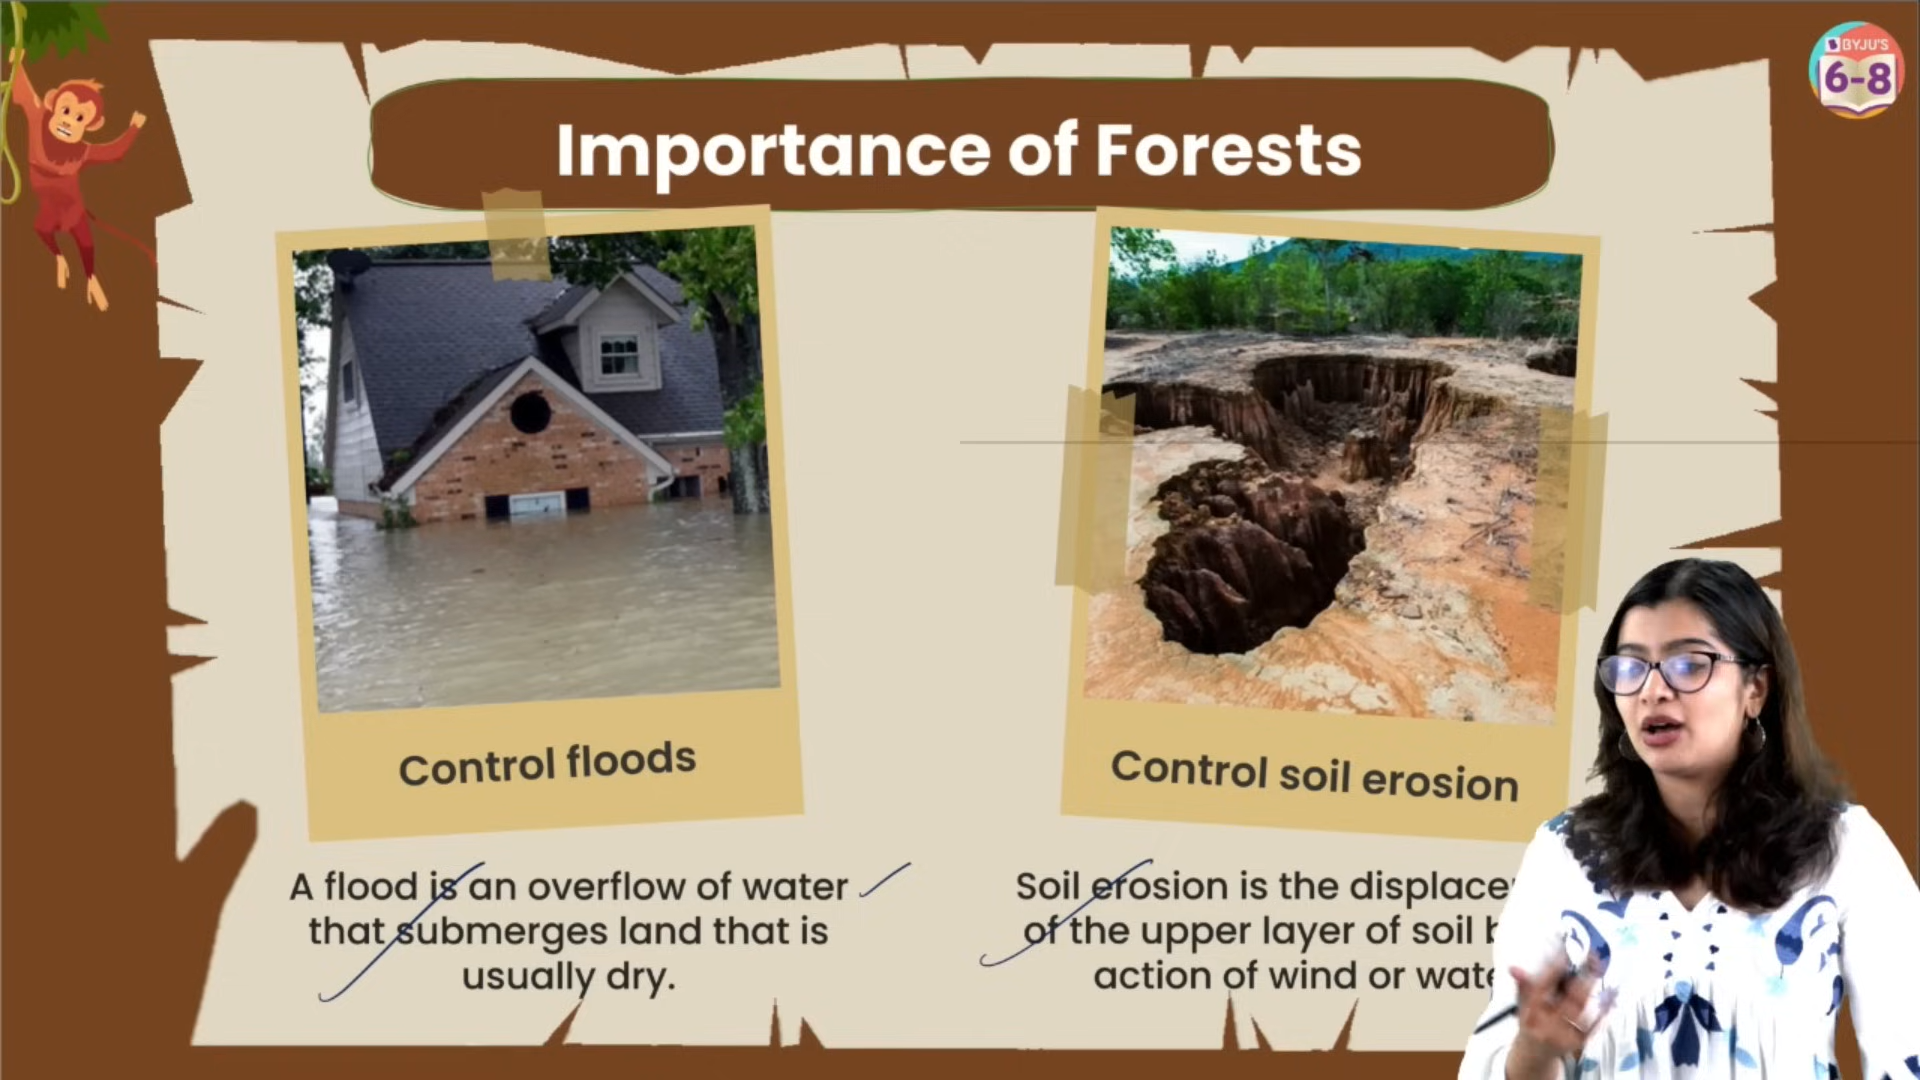 BYJU'S
6-8
Importance of Forests
Control floods
A flood is an overflow of water
that submerges land that is
usually dry.
Control soil erosion
Soil erosion is the
of the upper layer of soil
action of wind or